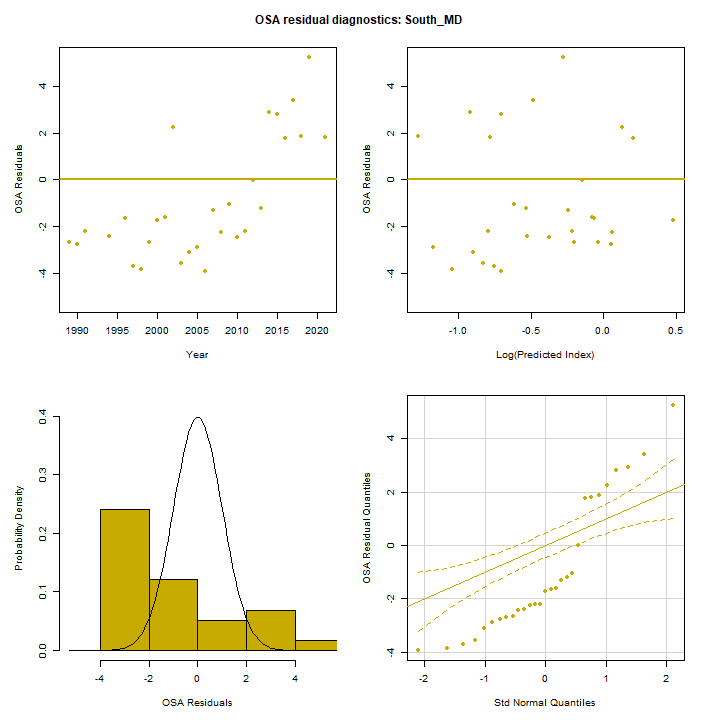 OSA residual diagnostics: South_MD
OSA Residuals
4
2
0
-2
-4
1990 1995 2000 2005 2010 2015 2020
Year
OSA Residuals
4
2
0
-2
-4
-1.0 -0.5 0.0 0.5
Log(Predicted Index)
Probability Density
0.4
0.3
0.2
0.1
0.0
-4 -2 0 2 4
OSA Residuals
OSA Residual Quantiles
4
2
0
-2
-4
-2 -1 0 1 2
Std Normal Quantiles